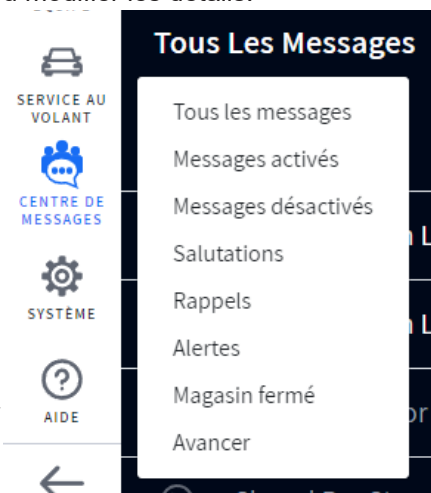 Tous Les Messages
SERVICE AU
VOLANT
CENTRE DE
MESSAGES
SYSTÈME
AIDE
Tous les messages
Messages activés
Messages désactivés
Salutations
Rappels
Alertes
Magasin fermé
Avancer